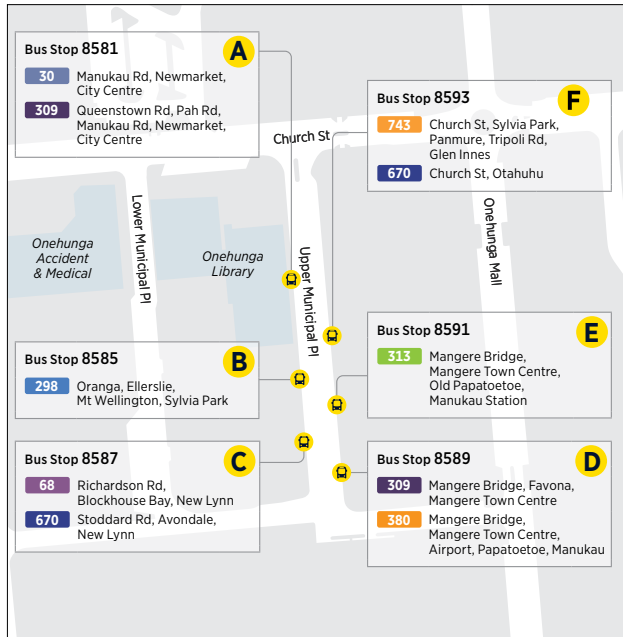 Bus Stop 8581
A
30
Manukau Rd, Newmarket,
City Centre
309
Queenstown Rd, Pah Rd,
Manukau Rd, Newmarket,
City Centre
Bus Stop 8593
F
743
Church St, Sylvia Park,
Panmure, Tripoli Rd,
Glen Innes
670
Church St, Otahuhu
Church St
Lower Municipal Pl
Upper Municipal Pl
Onehunga Mall
Onehunga
Accident
& Medical
Onehunga
Library
Bus Stop 8585
B
298
Oranga, Ellerslie,
Mt Wellington, Sylvia Park
Bus Stop 8591
E
313
Mangere Bridge,
Mangere Town Centre,
Old Papatoetoe,
Manukau Station
Bus Stop 8587
C
68
Richardson Rd,
Blockhouse Bay, New Lynn
670
Stoddard Rd, Avondale,
New Lynn
Bus Stop 8589
D
309
Mangere Bridge, Favona,
Mangere Town Centre
380
Mangere Bridge,
Mangere Town Centre,
Airport, Papatoetoe, Manukau